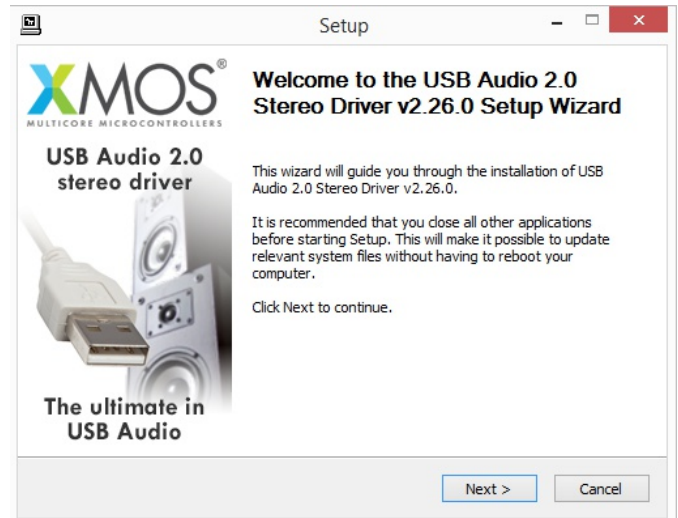 Setup
XMOS®
MULTICORE MICROCONTROLLERS
USB Audio 2.0
stereo driver
The ultimate in
USB Audio
Welcome to the USB Audio 2.0
Stereo Driver v2.26.0 Setup Wizard
This wizard will guide you through the installation of USB
Audio 2.0 Stereo Driver v2.26.0.
It is recommended that you close all other applications
before starting Setup. This will make it possible to update
relevant system files without having to reboot your
computer.
Click Next to continue.
Next >
Cancel